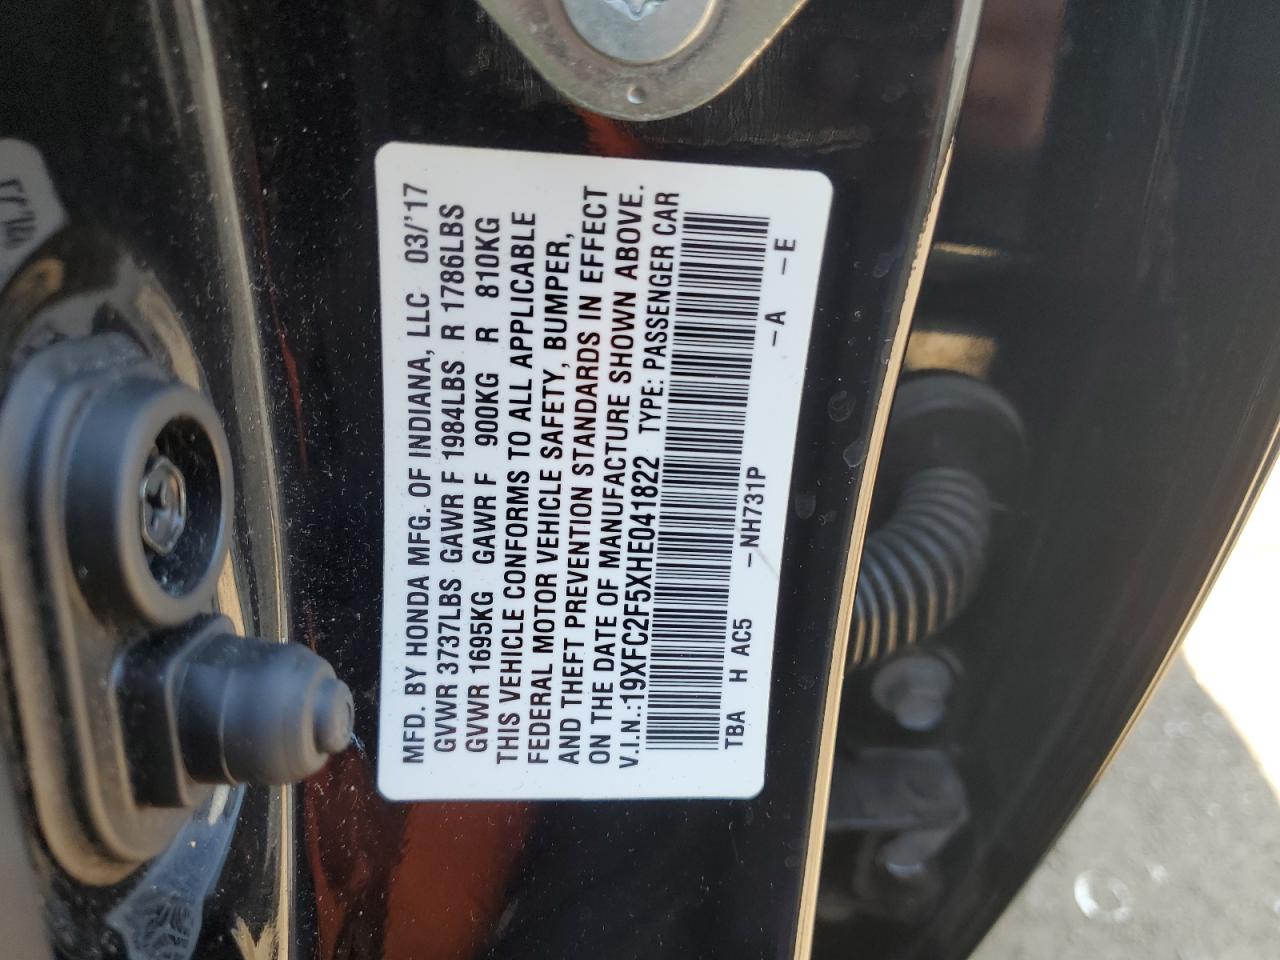 MFD. BY HONDA MFG. OF INDIANA, LLC 03/'17
GVWR 3737LBS GAWR F 1984LBS R 1786LBS
GVWR 1695KG GAWR F 900KG R 810KG
THIS VEHICLE CONFORMS TO ALL APPLICABLE
FEDERAL MOTOR VEHICLE SAFETY, BUMPER,
AND THEFT PREVENTION STANDARDS IN EFFECT
ON THE DATE OF MANUFACTURE SHOWN ABOVE.
V.I.N.:19XFC2F5XHE041822 TYPE: PASSENGER CAR
TBA H AC5 -NH731P -A -E